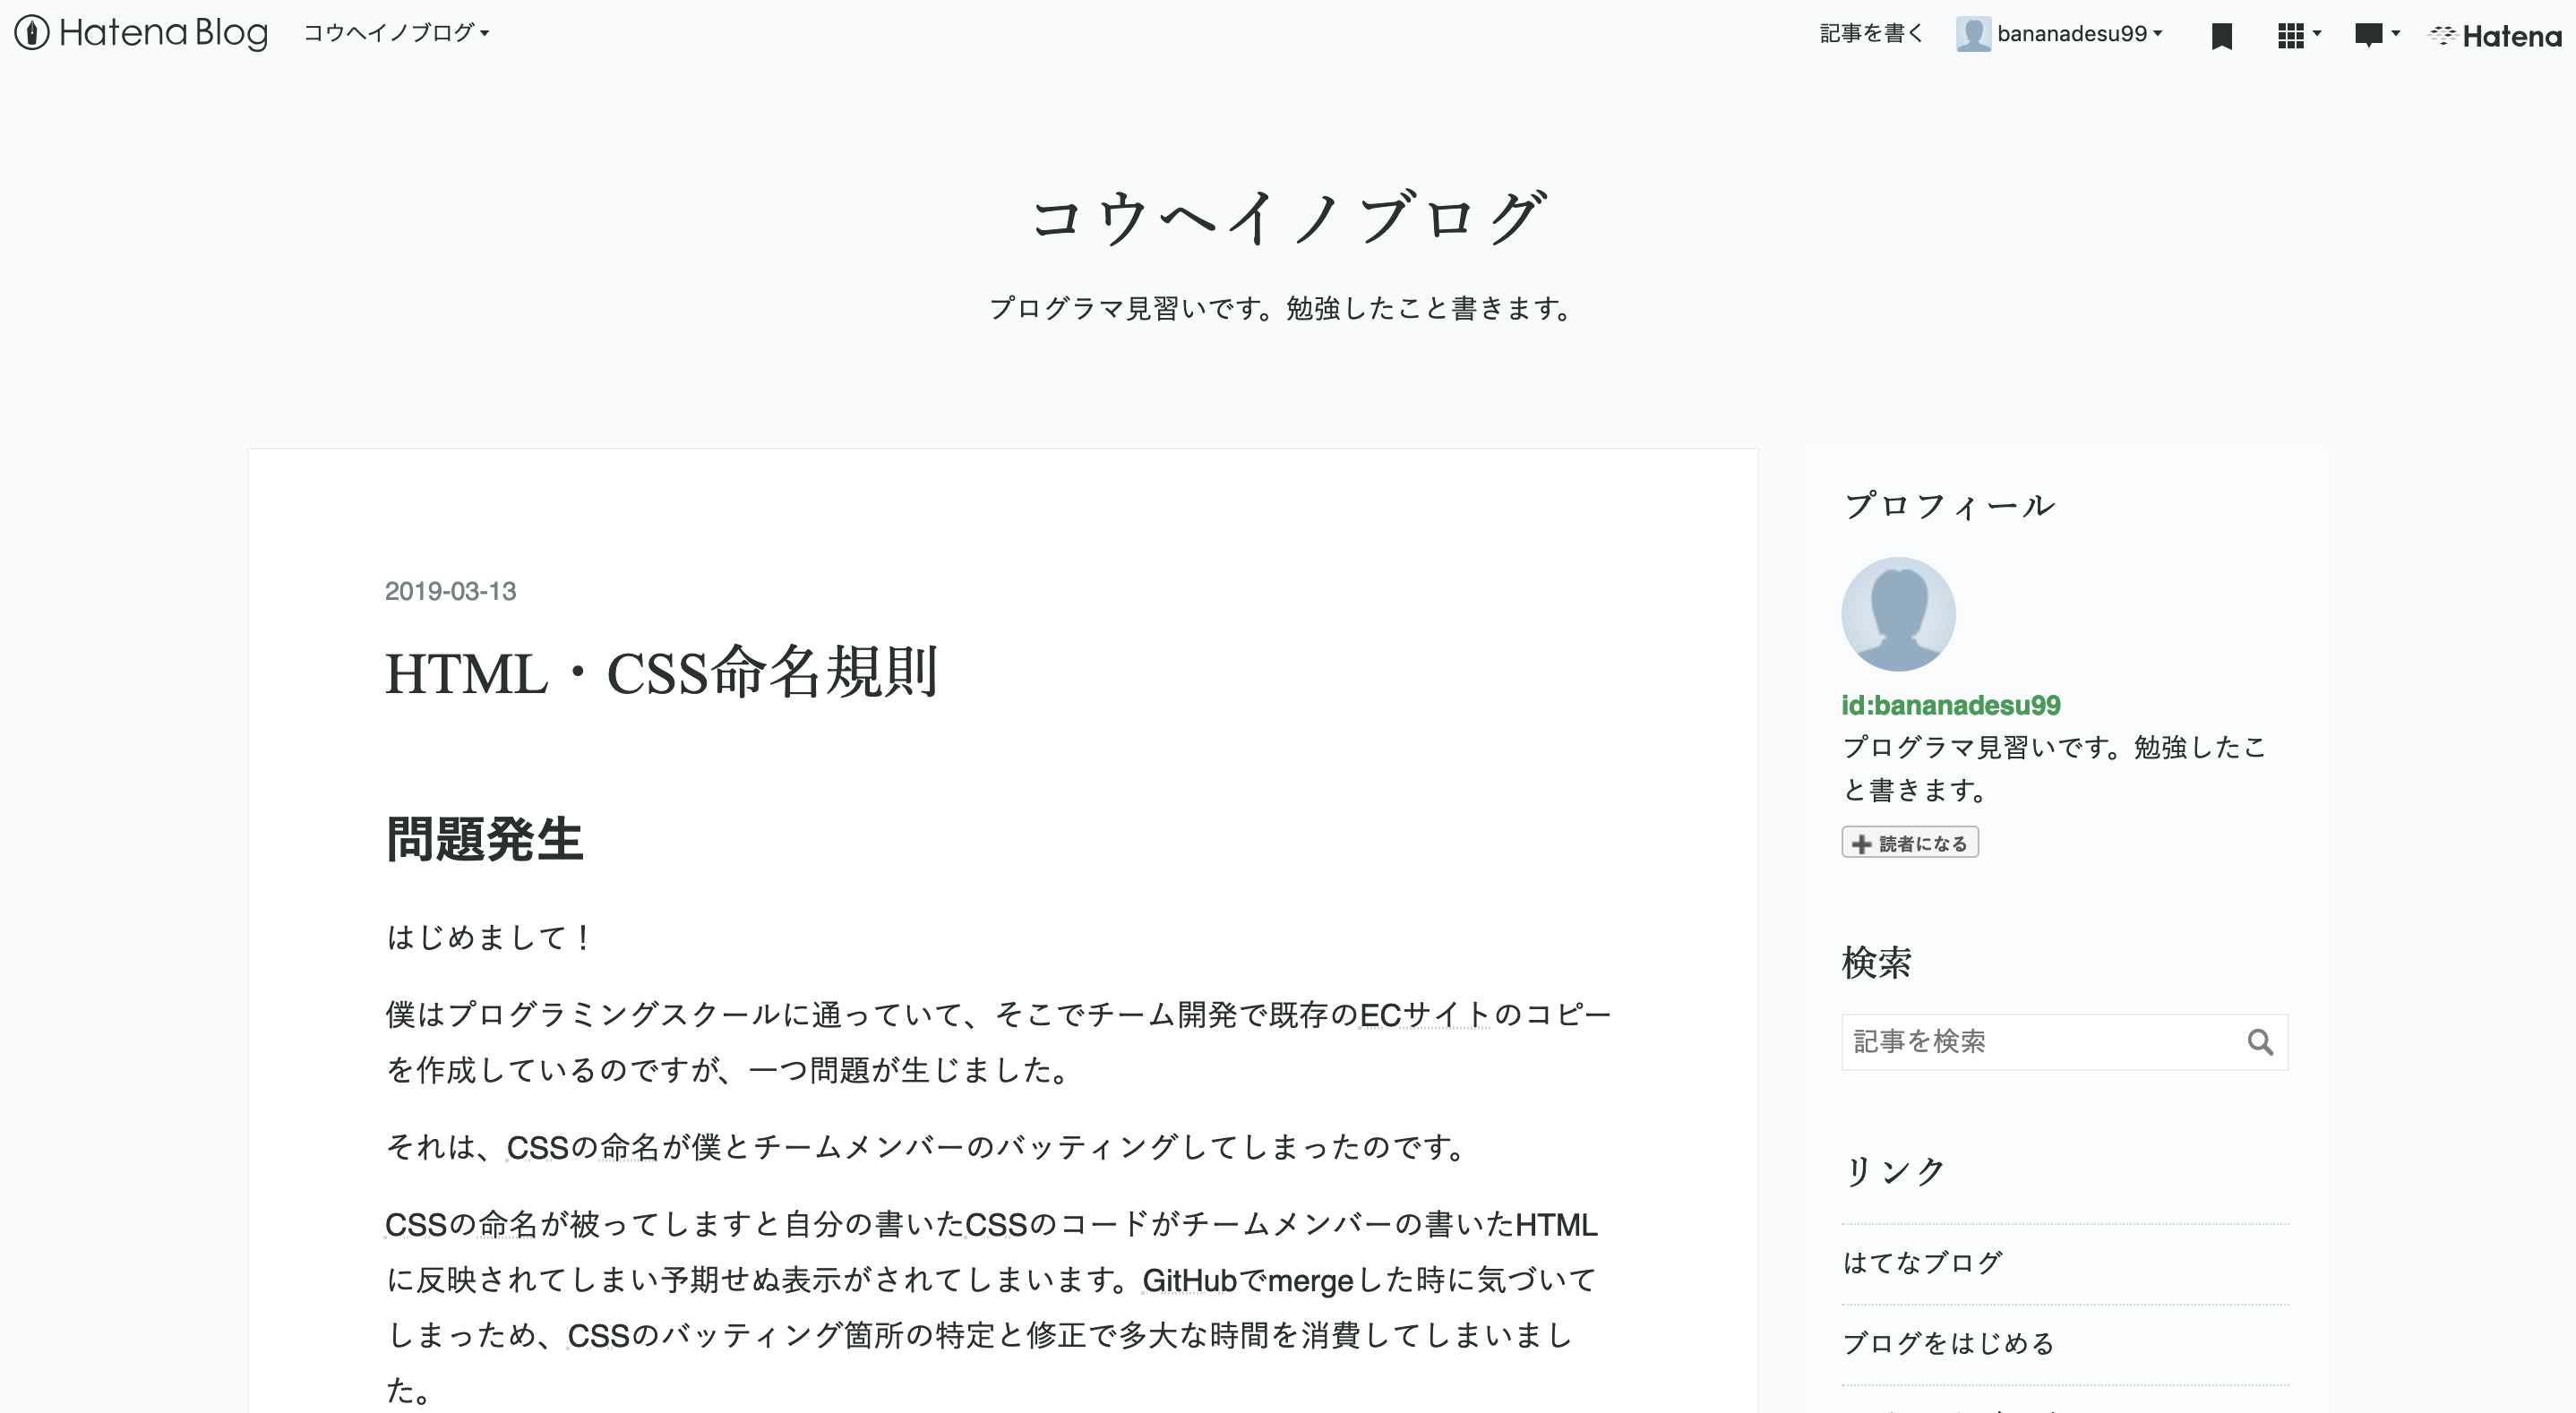 Hatena Blog
コウヘイノブログ
記事を書く
bananadesu99
Hatena
コウヘイノブログ
プログラマ見習いです。勉強したこと書きます。
2019-03-13
HTML・CSS命名規則
問題発生
はじめまして！
僕はプログラミングスクールに通っていて、そこでチーム開発で既存のECサイトのコピー
を作成しているのですが、一つ問題が生じました。
それは、CSSの命名が僕とチームメンバーのバッティングしてしまったのです。
CSSの命名が被ってしますと自分の書いたCSSのコードがチームメンバーの書いたHTML
に反映されてしまい予期せぬ表示がされてしまいます。GitHubでmergeした時に気づいて
しまっため、CSSのバッティング箇所の特定と修正で多大な時間を消費してしまいまし
た。
プロフィール
id:bananadesu99
プログラマ見習いです。勉強したこ
と書きます。
読者になる
検索
記事を検索
リンク
はてなブログ
ブログをはじめる